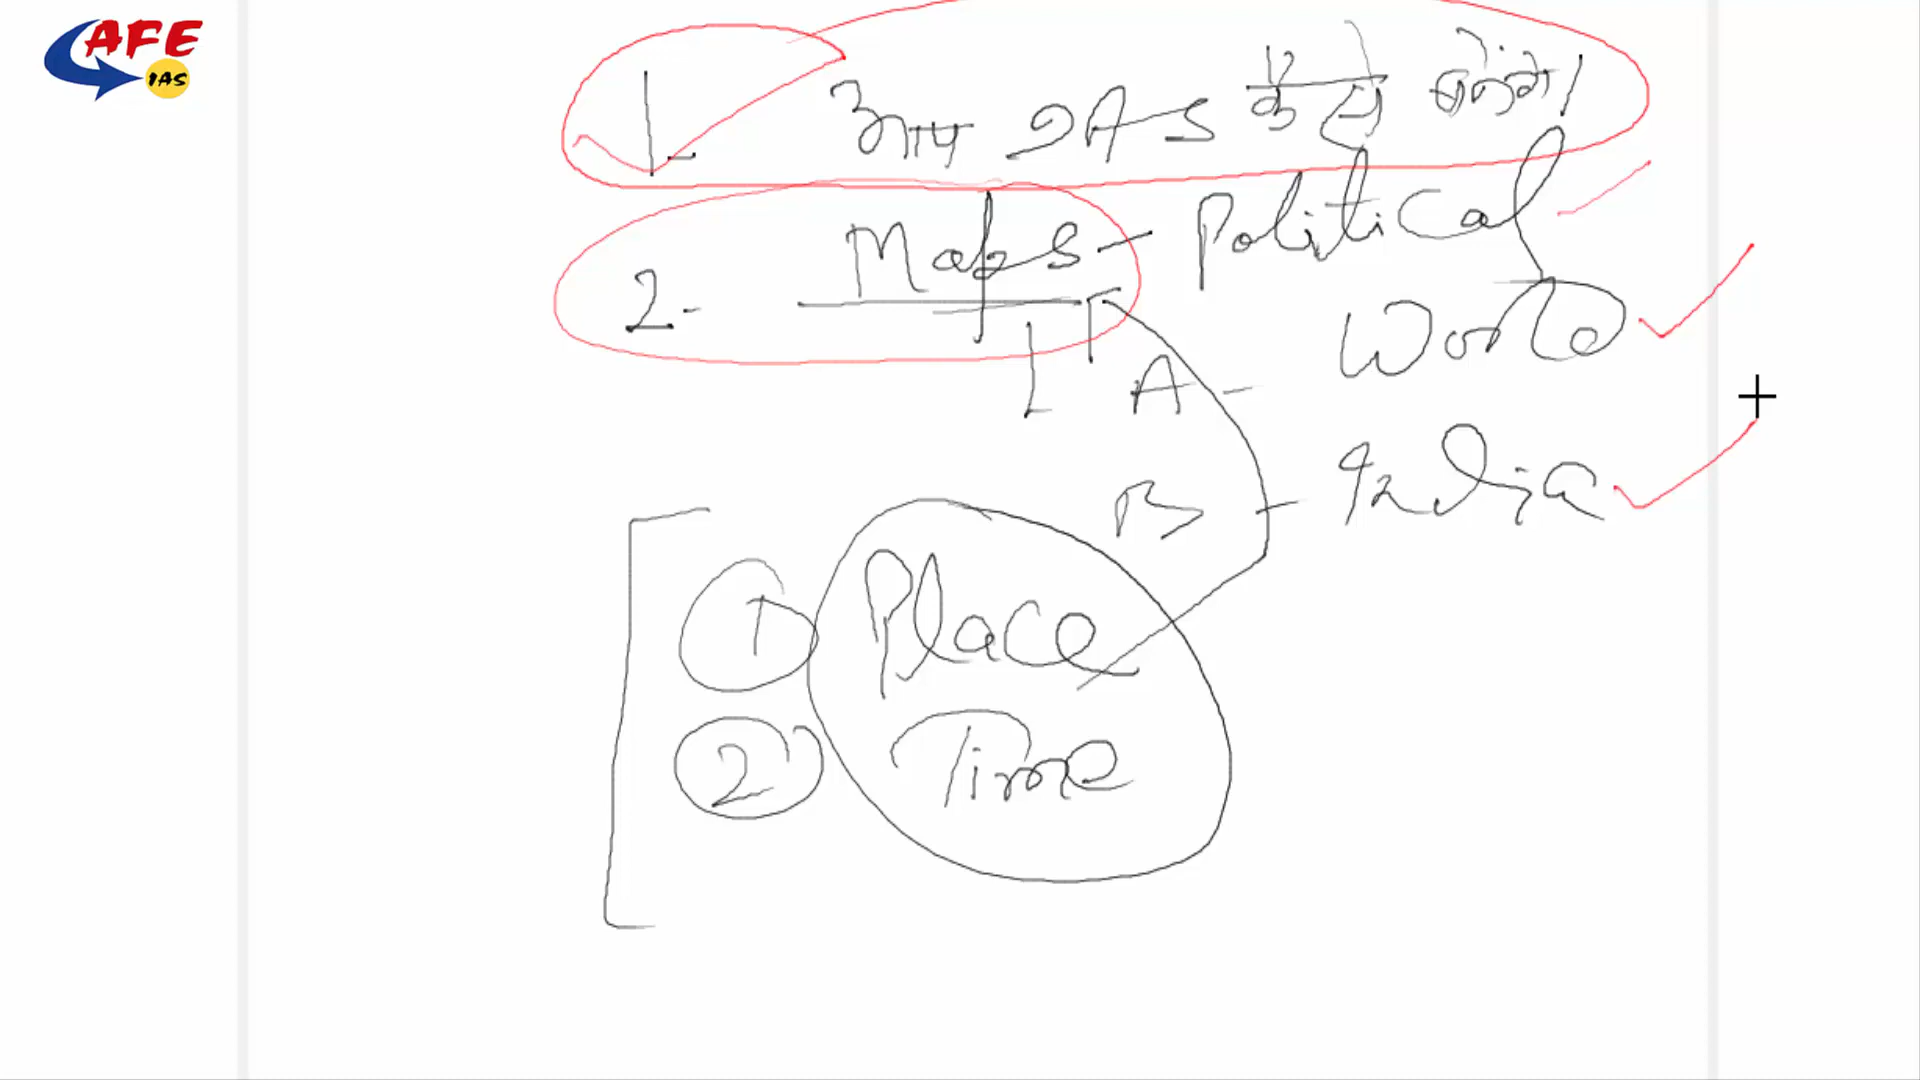 AFE
IAS
1- आप IAS क्यों बनेंगे।
2- Maps - Political
A - World
B - India
1 Place
2 Time